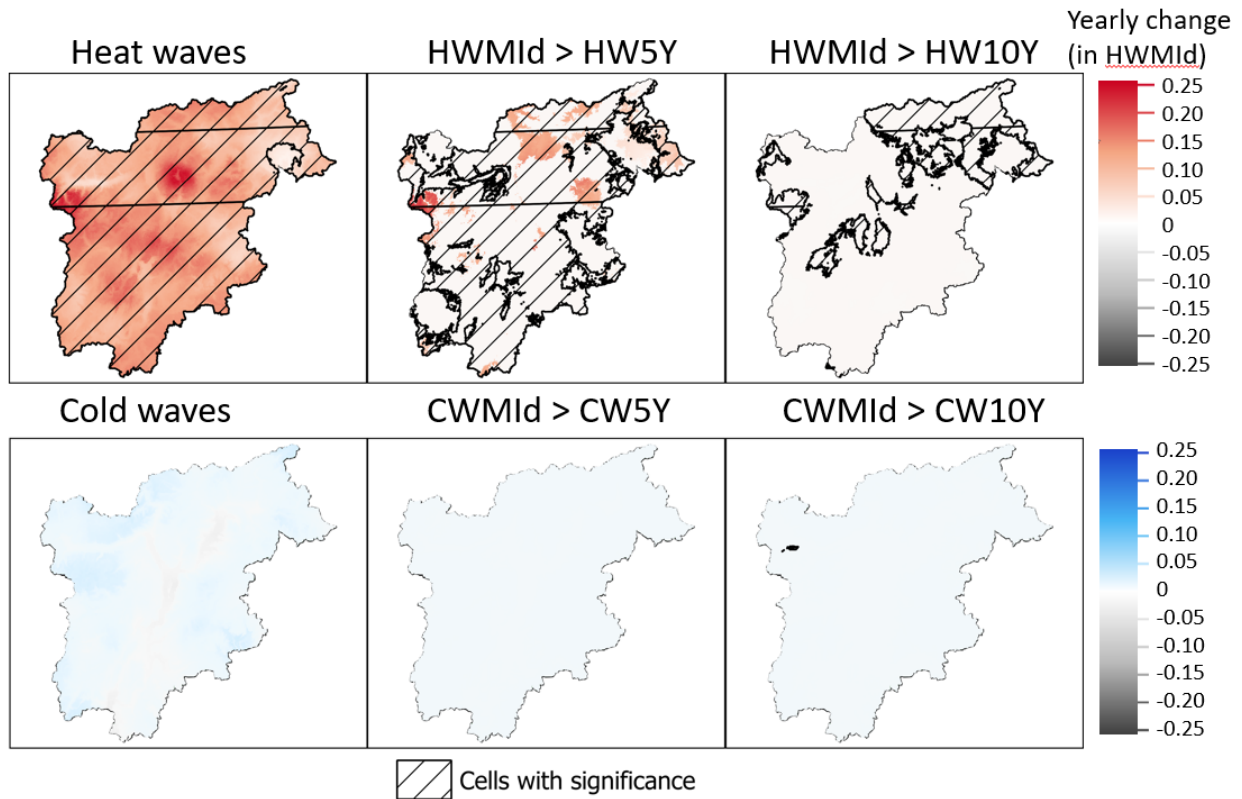 Yearly change
(in HWMId)
Heat waves
HWMId > HW5Y
HWMId > HW10Y
0.25
0.20
0.15
0.10
0.05
0
-0.05
-0.10
-0.15
-0.20
-0.25
Cold waves
CWMId > CW5Y
CWMId > CW10Y
0.25
0.20
0.15
0.10
0.05
0
-0.05
-0.10
-0.15
-0.20
-0.25
Cells with significance